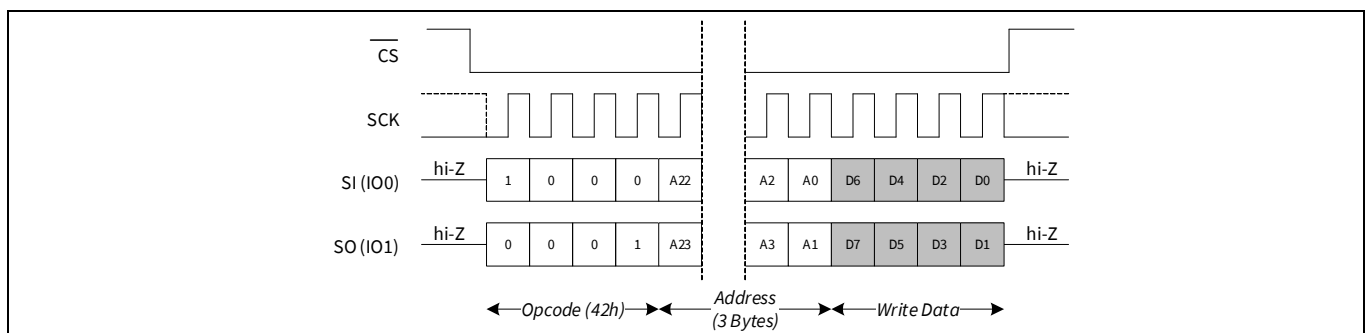 CS
SCK
hi-Z 1 0 0 0 A22 A2 A0 D6 D4 D2 D0 hi-Z
SI (IO0)
hi-Z 0 0 0 1 A23 A3 A1 D7 D5 D3 D1 hi-Z
SO (IO1)
Opcode (42h) Address Write Data
(3 Bytes)